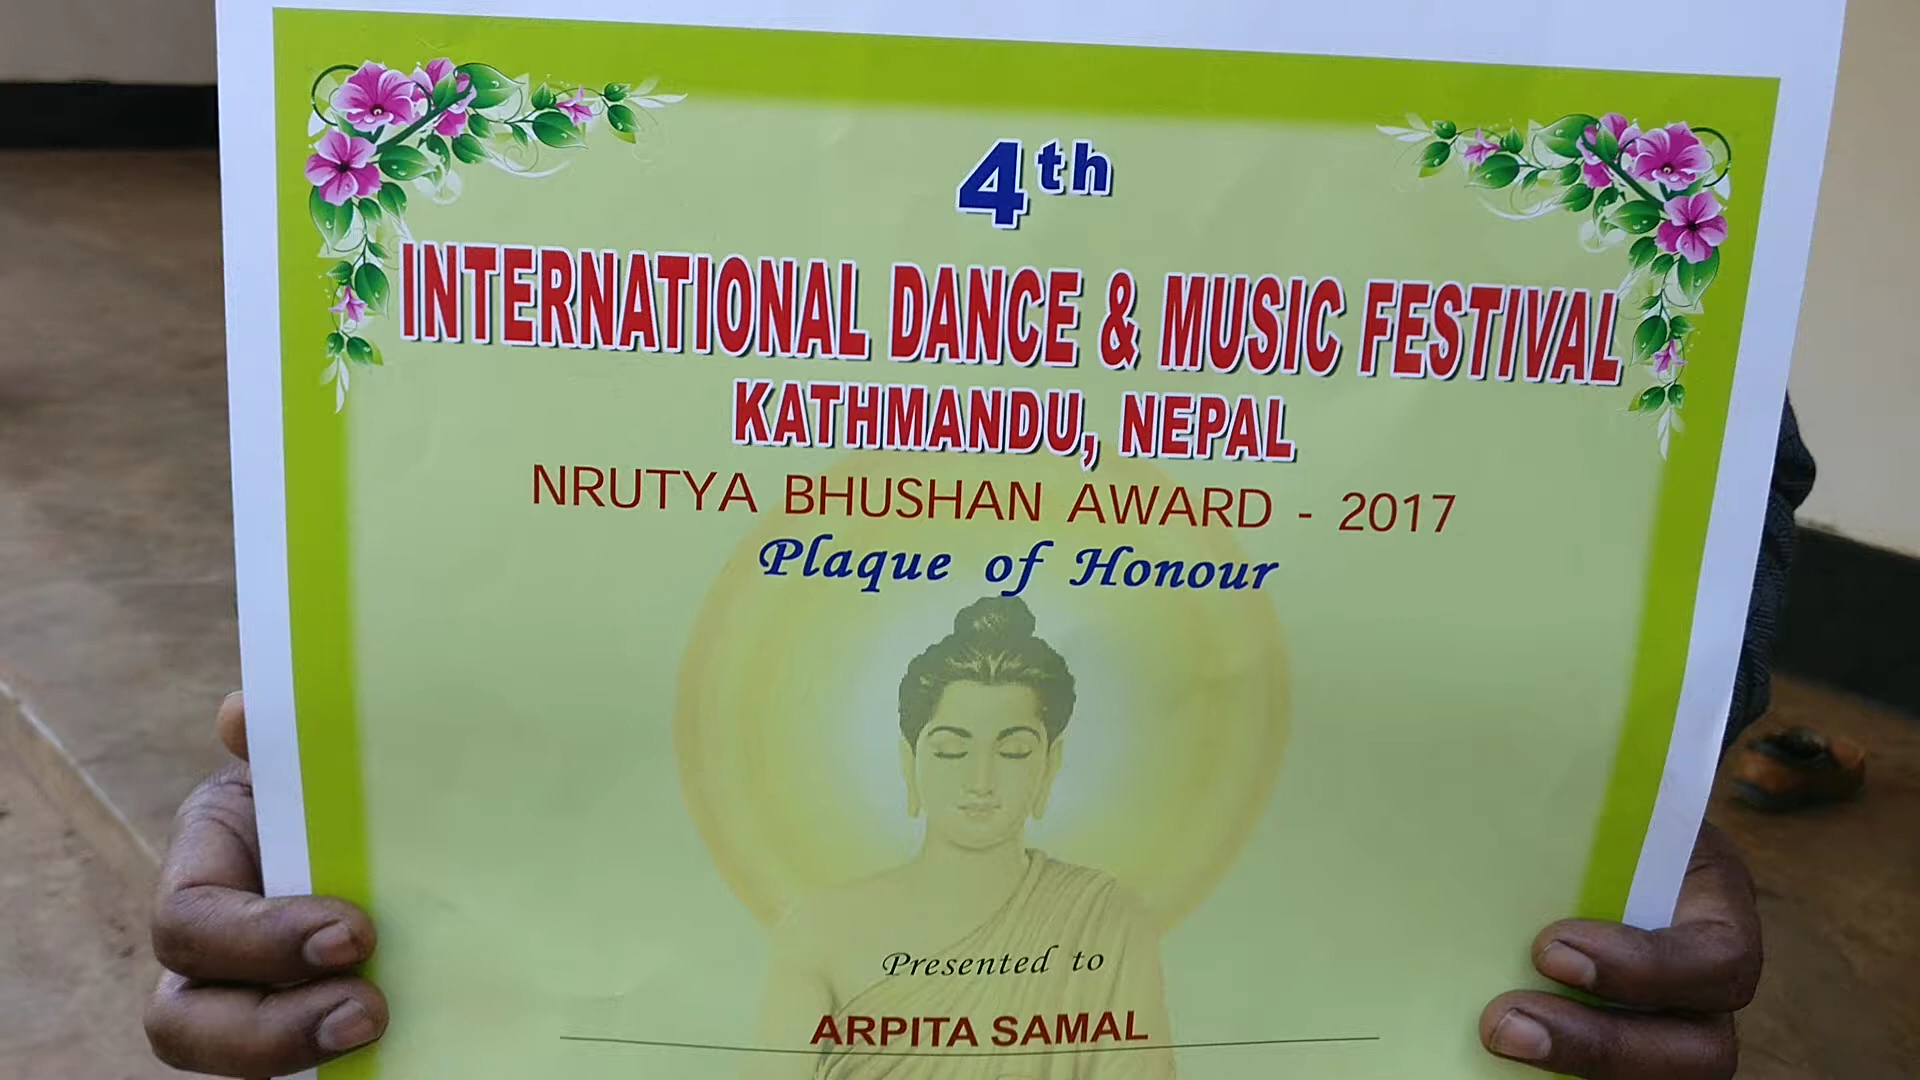 4th
INTERNATIONAL DANCE & MUSIC FESTIVAL
KATHMANDU, NEPAL
NRUTYA BHUSHAN AWARD - 2017
Plaque of Honour
Presented to
ARPITA SAMAL